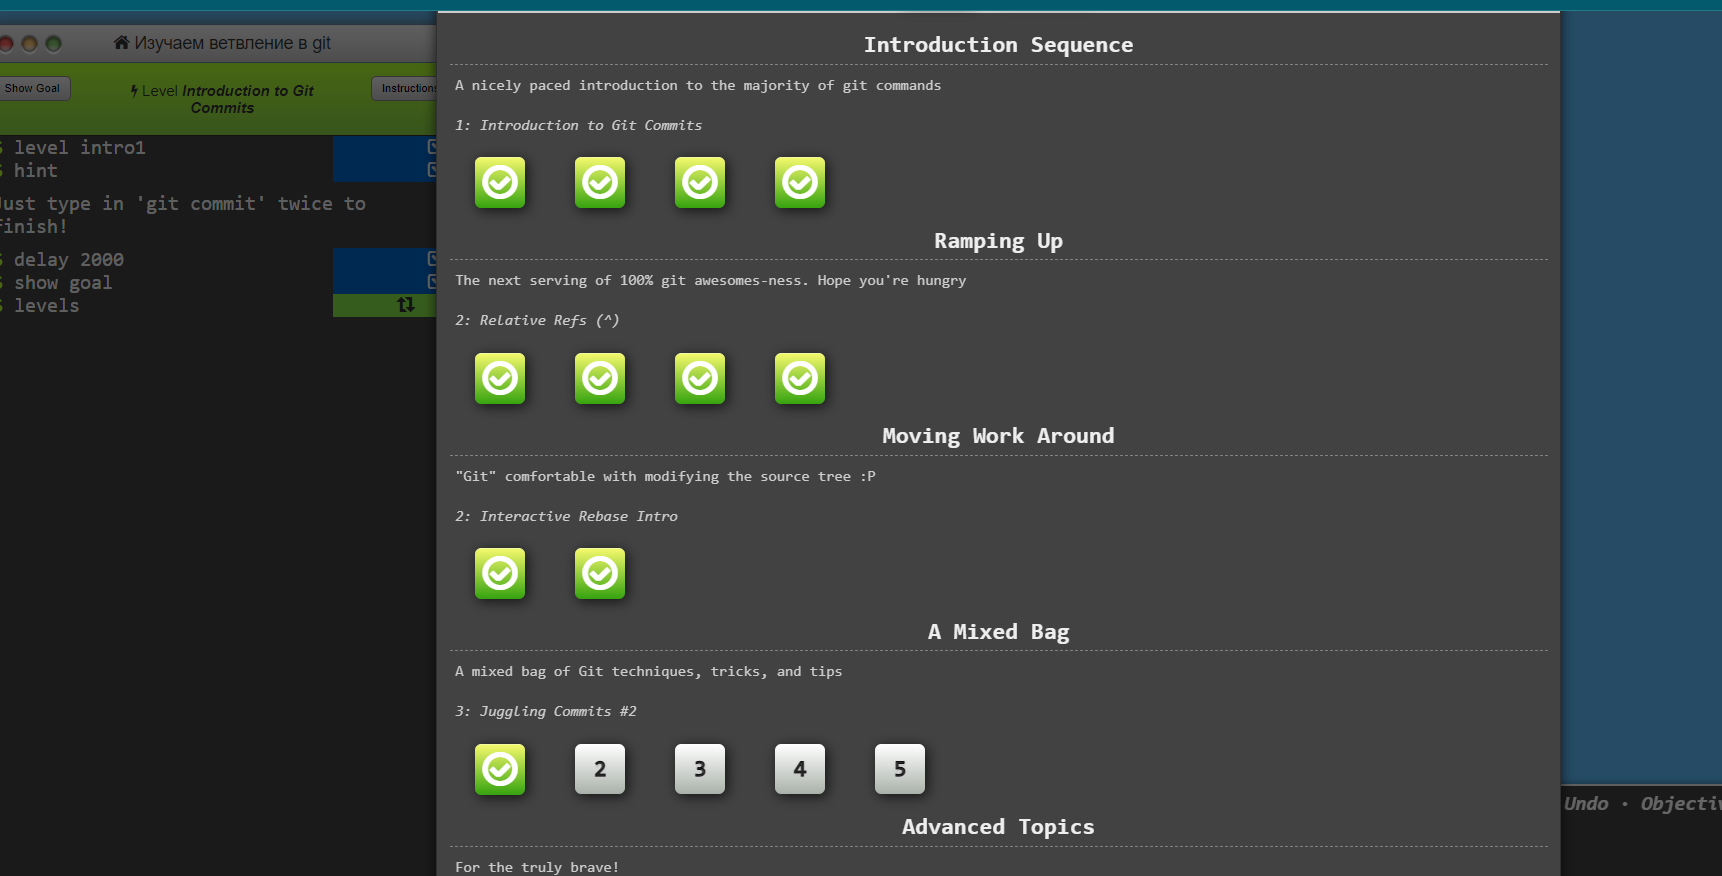 Изучаем ветвление в git
Show Goal
Level Introduction to Git
Commits
Instructions
$ level intro1
$ hint
Just type in 'git commit' twice to
finish!
$ delay 2000
$ show goal
$ levels
Introduction Sequence
A nicely paced introduction to the majority of git commands
1: Introduction to Git Commits
Ramping Up
The next serving of 100% git awesomes-ness. Hope you're hungry
2: Relative Refs (^)
Moving Work Around
"Git" comfortable with modifying the source tree :P
2: Interactive Rebase Intro
A Mixed Bag
A mixed bag of Git techniques, tricks, and tips
3: Juggling Commits #2
2 3 4 5
Advanced Topics
For the truly brave!
Undo · Objectiv